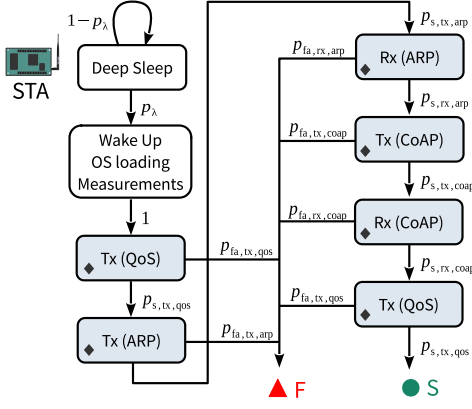 1−pλ
STA
Deep Sleep
pλ
Wake Up
OS loading
Measurements
1
Tx (QoS)
pfa,tx,qos
ps,tx,qos
Tx (ARP)
pfa,tx,arp
ps,tx,arp
pfa,rx,arp
Rx (ARP)
ps,rx,arp
pfa,tx,coap
Tx (CoAP)
ps,tx,coap
pfa,rx,coap
Rx (CoAP)
ps,rx,coap
pfa,tx,qos
Tx (QoS)
ps,tx,qos
F
S